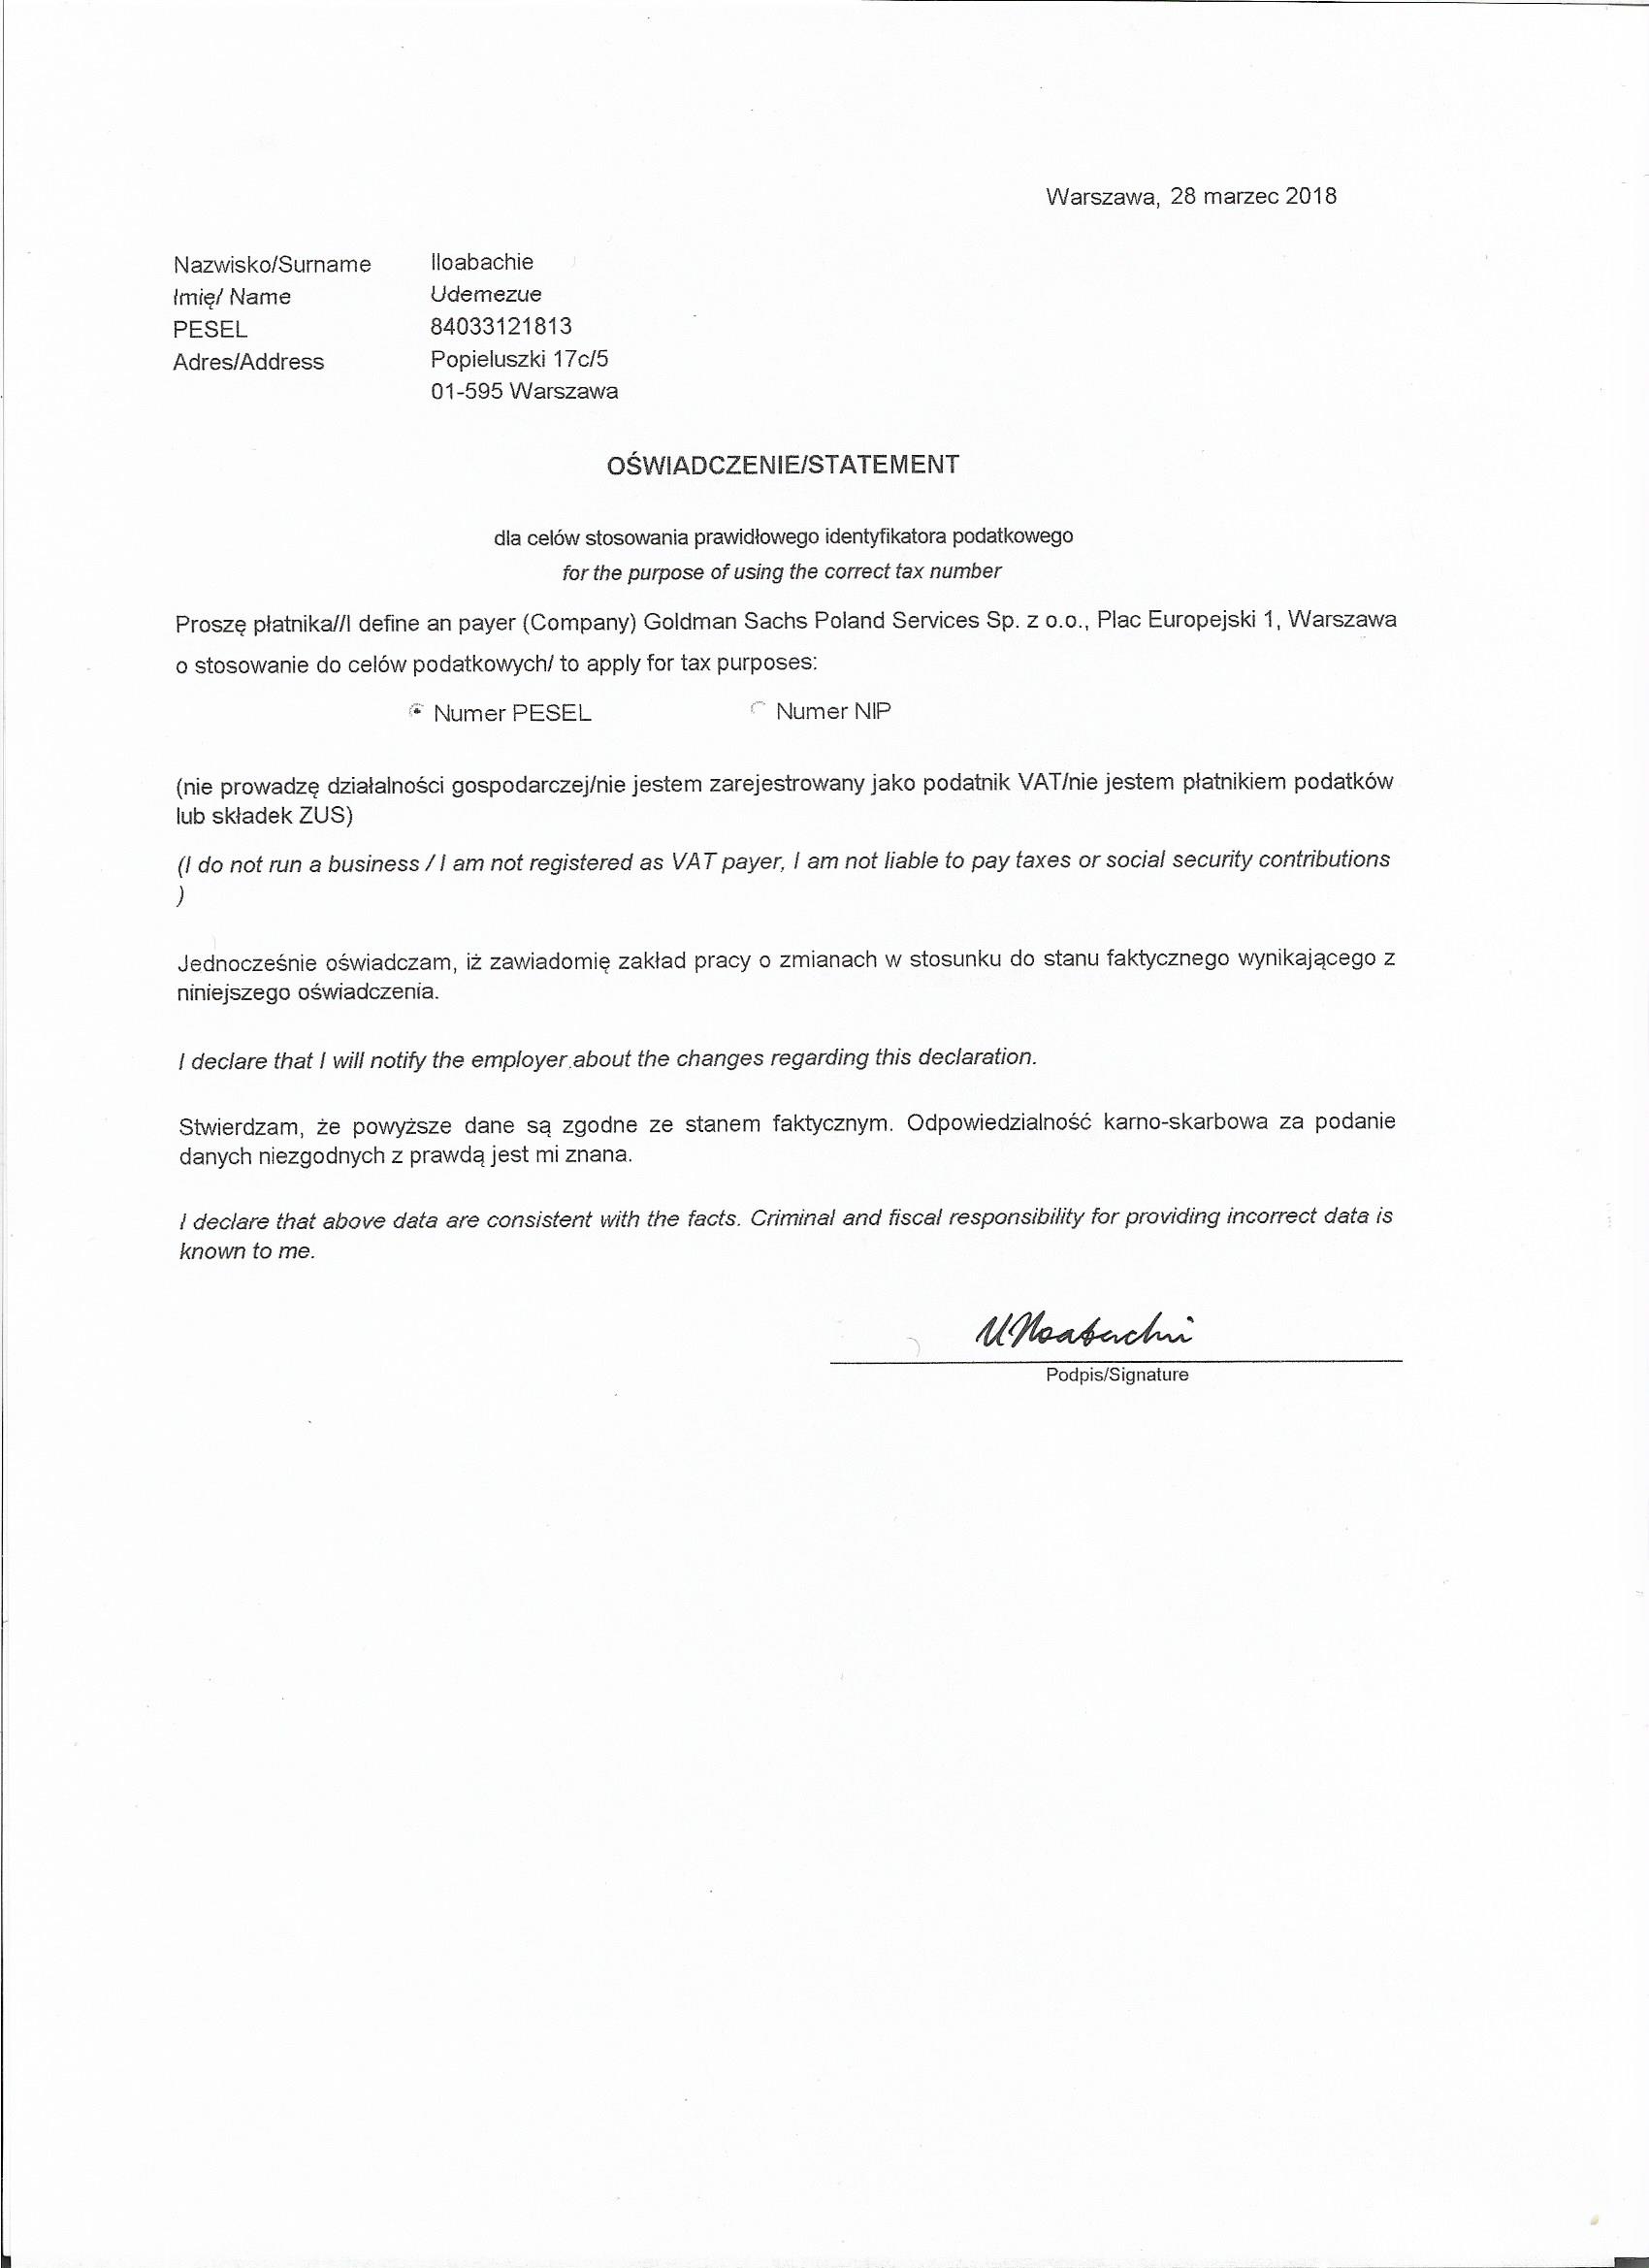 Warszawa, 28 marzec 2018
Nazwisko/Surname Iloabachie
Imię/ Name Udemezue
PESEL 84033121813
Adres/Address Popieluszki 17c/5
01-595 Warszawa
OŚWIADCZENIE/STATEMENT
dla celów stosowania prawidłowego identyfikatora podatkowego
for the purpose of using the correct tax number
Proszę płatnika//I define an payer (Company) Goldman Sachs Poland Services Sp. z o.o., Plac Europejski 1, Warszawa
o stosowanie do celów podatkowych/ to apply for tax purposes:
Numer PESEL Numer NIP
(nie prowadzę działalności gospodarczej/nie jestem zarejestrowany jako podatnik VAT/nie jestem płatnikiem podatków
lub składek ZUS)
(I do not run a business / I am not registered as VAT payer, I am not liable to pay taxes or social security contributions
)
Jednocześnie oświadczam, iż zawiadomię zakład pracy o zmianach w stosunku do stanu faktycznego wynikającego z
niniejszego oświadczenia.
I declare that I will notify the employer about the changes regarding this declaration.
Stwierdzam, że powyższe dane są zgodne ze stanem faktycznym. Odpowiedzialność karno-skarbowa za podanie
danych niezgodnych z prawdą jest mi znana.
I declare that above data are consistent with the facts. Criminal and fiscal responsibility for providing incorrect data is
known to me.
UIloabachie
Podpis/Signature